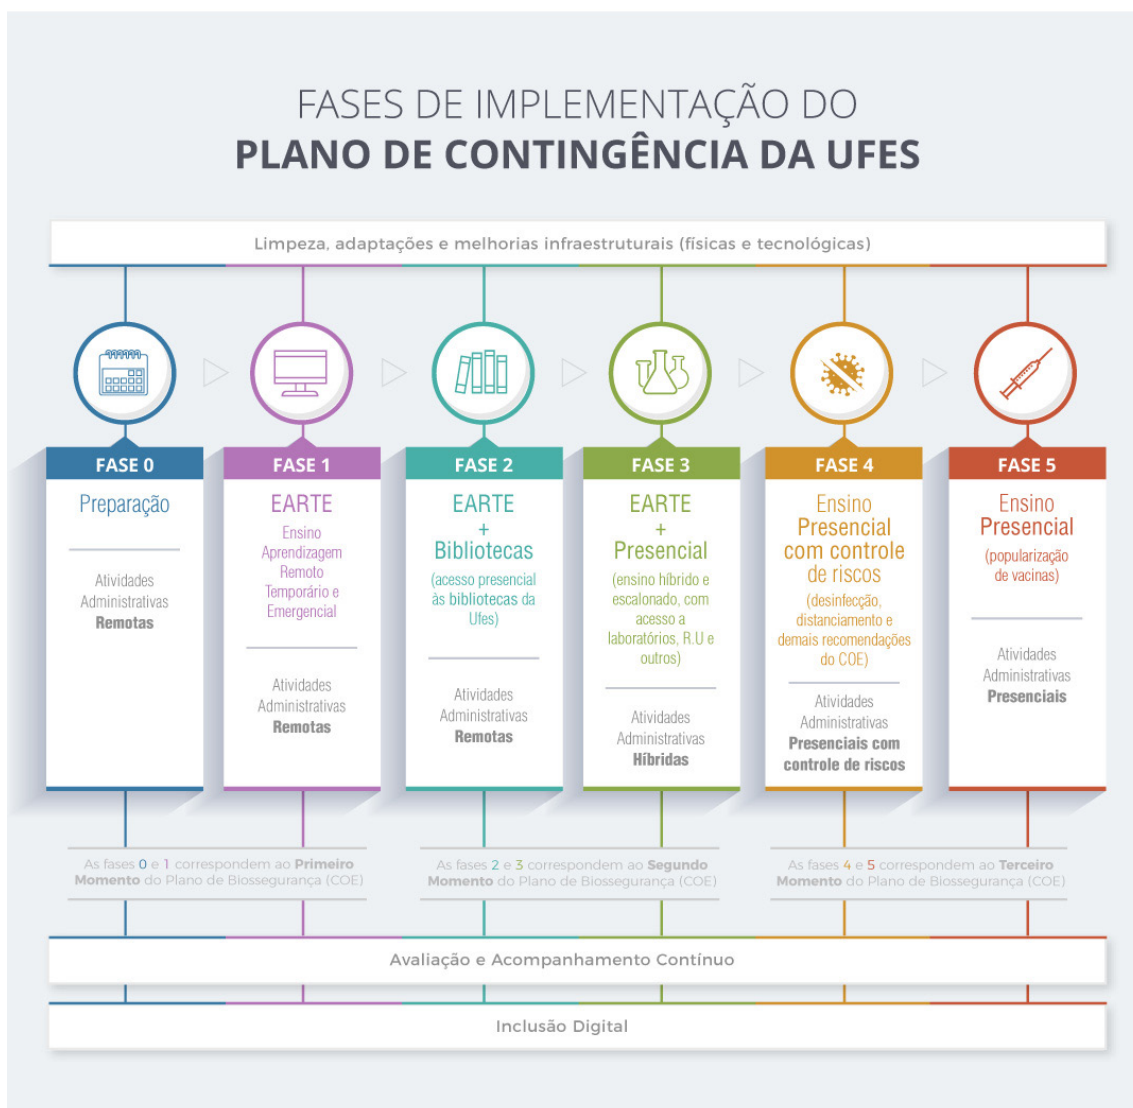 FASES DE IMPLEMENTAÇÃO DO
PLANO DE CONTINGÊNCIA DA UFES
Limpeza, adaptações e melhorias infraestruturais (físicas e tecnológicas)
FASE 0
Preparação
Atividades
Administrativas
Remotas
FASE 1
EARTE
Ensino
Aprendizagem
Remoto
Temporário e
Emergencial
Atividades
Administrativas
Remotas
FASE 2
EARTE
+
Bibliotecas
(acesso presencial
às bibliotecas da
Ufes)
Atividades
Administrativas
Remotas
FASE 3
EARTE
+
Presencial
(ensino híbrido e
escalonado, com
acesso a
laboratórios, R.U e
outros)
Atividades
Administrativas
Híbridas
FASE 4
Ensino
Presencial
com controle
de riscos
(desinfecção,
distanciamento e
demais recomendações
do COE)
Atividades
Administrativas
Presenciais com
controle de riscos
FASE 5
Ensino
Presencial
(popularização
de vacinas)
Atividades
Administrativas
Presenciais
As fases 0 e 1 correspondem ao Primeiro
Momento do Plano de Biossegurança (COE)
As fases 2 e 3 correspondem ao Segundo
Momento do Plano de Biossegurança (COE)
As fases 4 e 5 correspondem ao Terceiro
Momento do Plano de Biossegurança (COE)
Avaliação e Acompanhamento Contínuo
Inclusão Digital